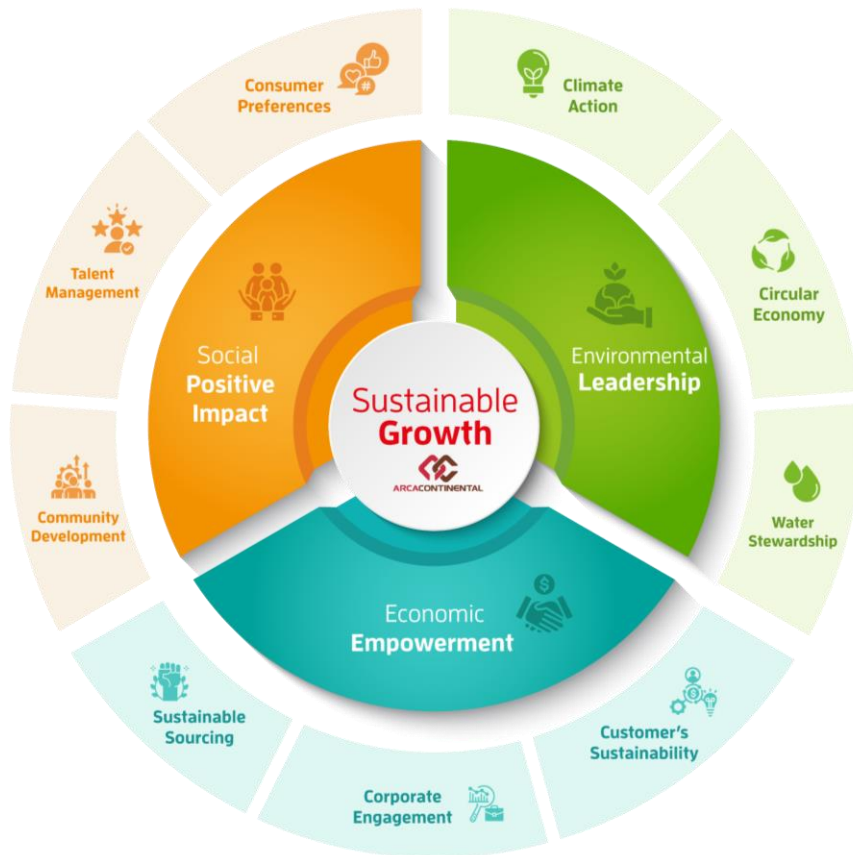 Consumer
Preferences
Climate
Action
Talent
Management
Circular
Economy
Social
Positive
Impact
Environmental
Leadership
Sustainable
Growth
ARCACONTINENTAL
Community
Development
Water
Stewardship
Economic
Empowerment
Sustainable
Sourcing
Customer's
Sustainability
Corporate
Engagement